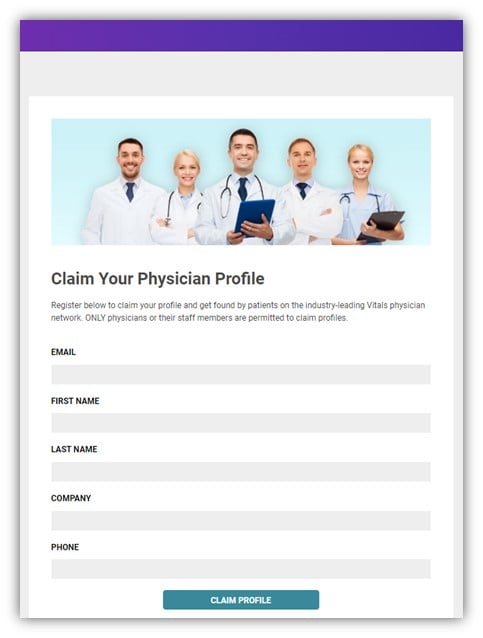 Claim Your Physician Profile
Register below to claim your profile and get found by patients on the industry-leading Vitals physician
network. ONLY physicians or their staff members are permitted to claim profiles.
EMAIL
FIRST NAME
LAST NAME
COMPANY
PHONE
CLAIM PROFILE